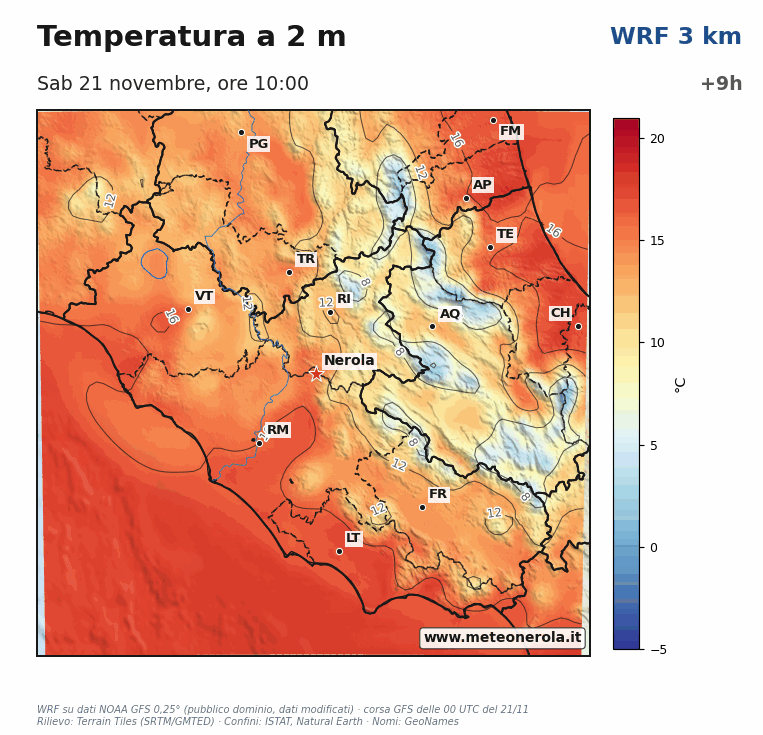 Temperatura a 2 m
WRF 3 km
Sab 21 novembre, ore 10:00
+9h
FM
16
PG
12
AP
12
TE
16
TR
8
VT
12
12
RI
16
AQ
CH
8
Nerola
RM
8
12
FR
8
12
12
LT
www.meteonerola.it
20
15
10
5
0
−5
°C
WRF su dati NOAA GFS 0,25° (pubblico dominio, dati modificati) · corsa GFS delle 00 UTC del 21/11
Rilievo: Terrain Tiles (SRTM/GMTED) · Confini: ISTAT, Natural Earth · Nomi: GeoNames